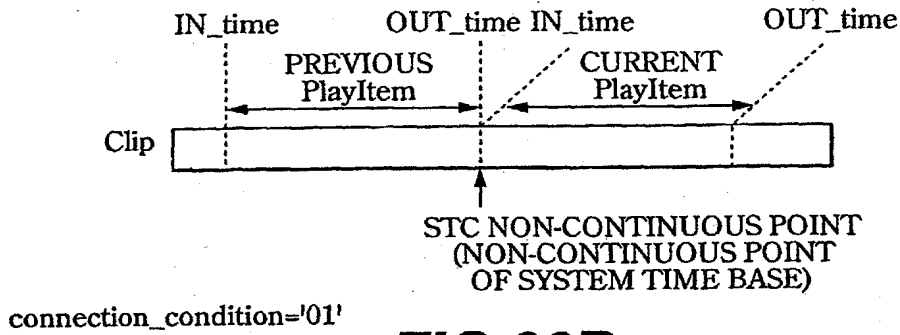 IN_time OUT_time IN_time OUT_time
PREVIOUS
PlayItem
CURRENT
PlayItem
Clip
STC NON-CONTINUOUS POINT
(NON-CONTINUOUS POINT
OF SYSTEM TIME BASE)
connection_condition='01'